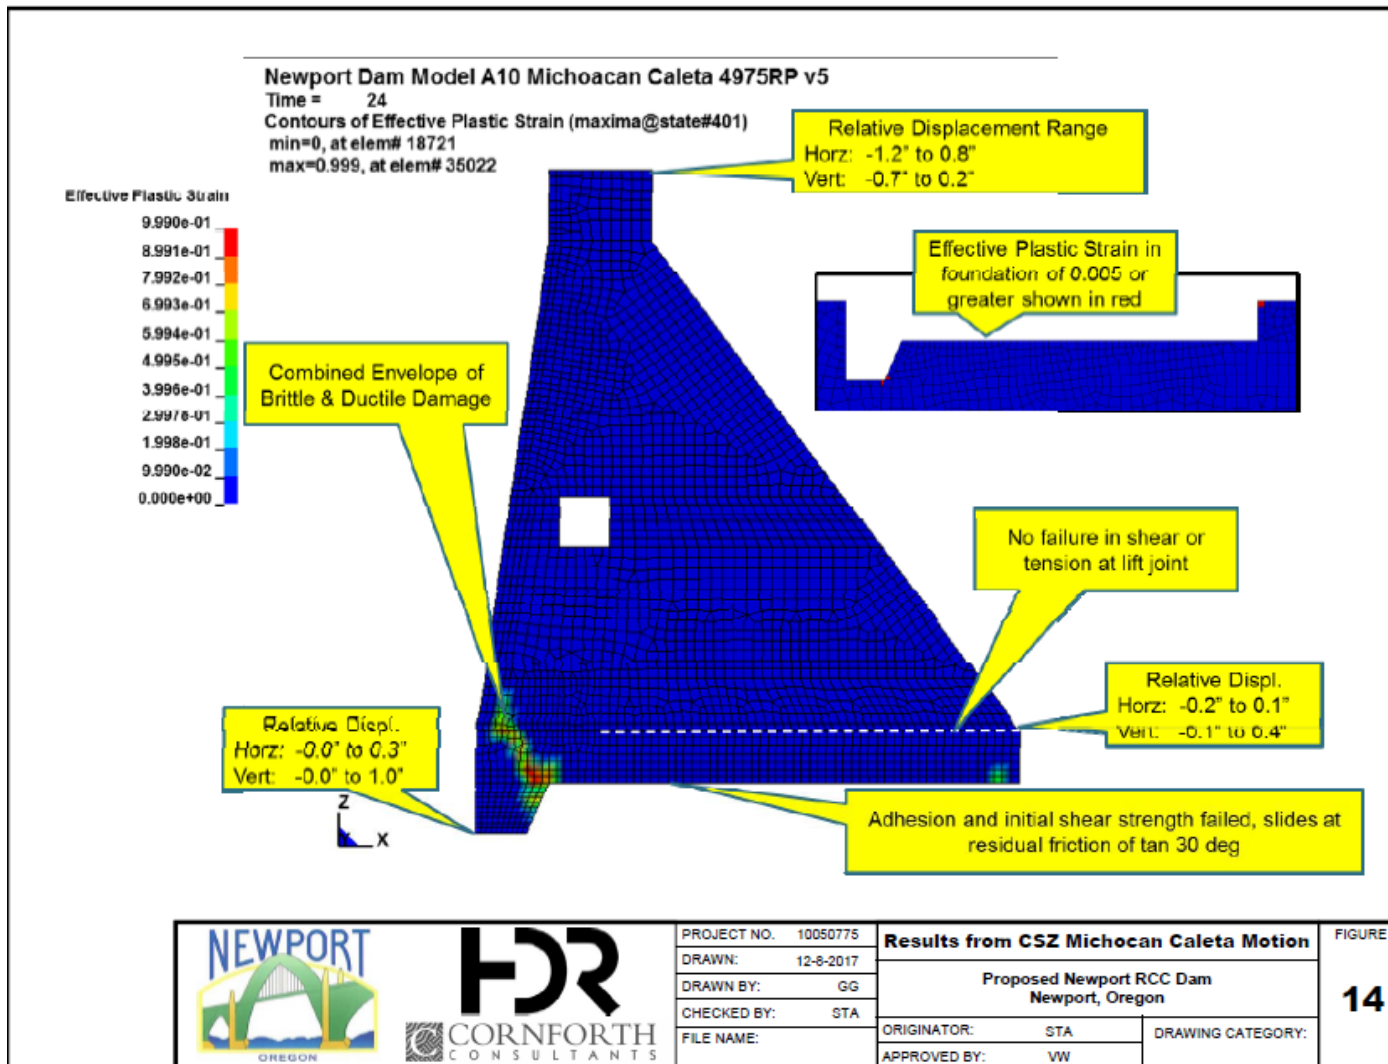 Newport Dam Model A10 Michoacan Caleta 4975RP v5
Time = 24
Contours of Effective Plastic Strain (maxima@state#401)
min=0, at elem# 18721
max=0.999, at elem# 35022
Effective Plastic Strain
9.990e-01
8.991e-01
7.992e-01
6.993e-01
5.994e-01
4.995e-01
3.996e-01
2.997e-01
1.998e-01
9.990e-02
0.000e+00
Relative Displacement Range
Horz: -1.2" to 0.8"
Vert: -0.7" to 0.2"
Effective Plastic Strain in
foundation of 0.005 or
greater shown in red
Combined Envelope of
Brittle & Ductile Damage
No failure in shear or
tension at lift joint
Relative Displ.
Horz: -0.2" to 0.1"
Vert: -0.1" to 0.4"
Relative Displ.
Horz: -0.0" to 0.3"
Vert: -0.0" to 1.0"
Z
X
Adhesion and initial shear strength failed, slides at
residual friction of tan 30 deg
NEWPORT
OREGON
HDR
CORNFORTH
CONSULTANTS
PROJECT NO. 10050775
DRAWN: 12-6-2017
DRAWN BY: GG
CHECKED BY: STA
FILE NAME:
Results from CSZ Michocan Caleta Motion
Proposed Newport RCC Dam
Newport, Oregon
ORIGINATOR: STA
APPROVED BY: VW
DRAWING CATEGORY:
FIGURE
14